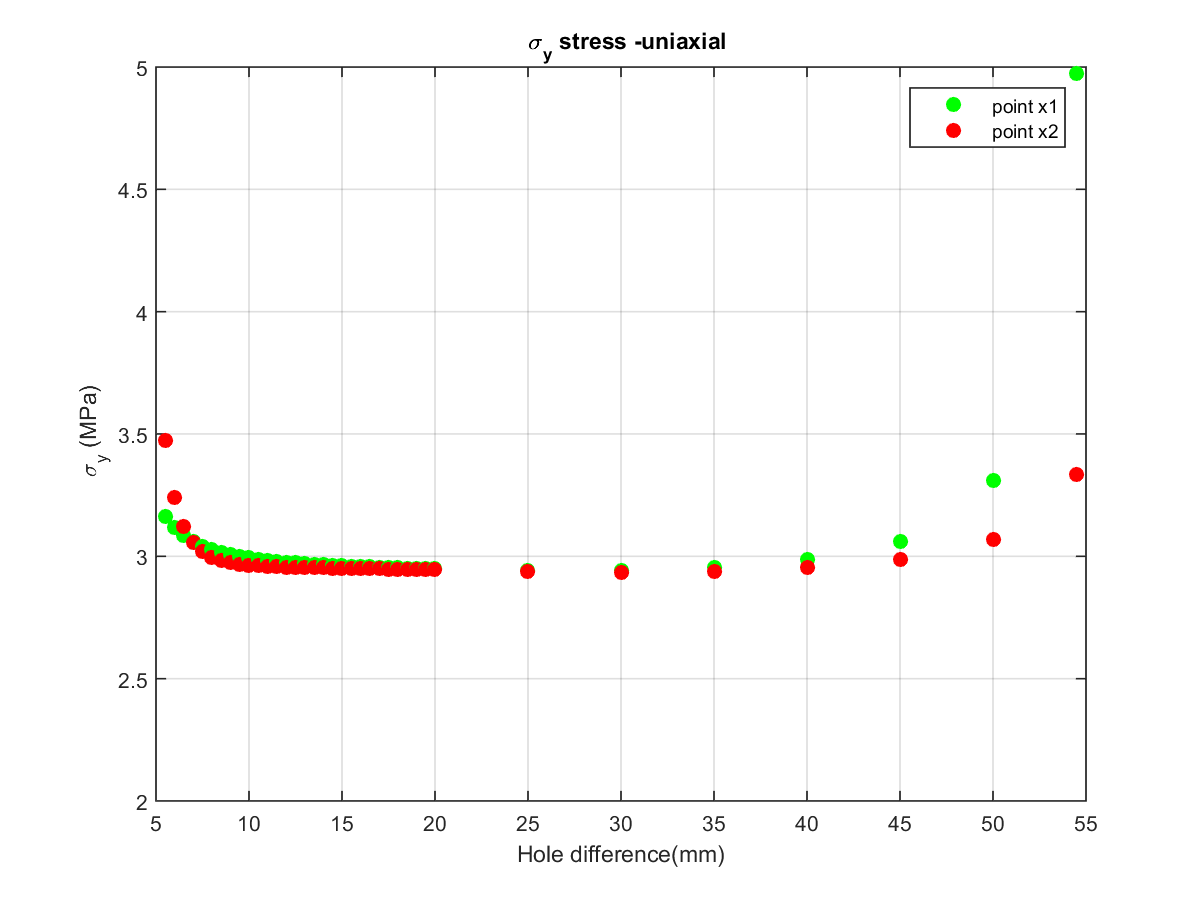 σy stress -uniaxial
5
4.5
4
3.5
3
2.5
2
σy (MPa)
point x1
point x2
5 10 15 20 25 30 35 40 45 50 55
Hole difference(mm)